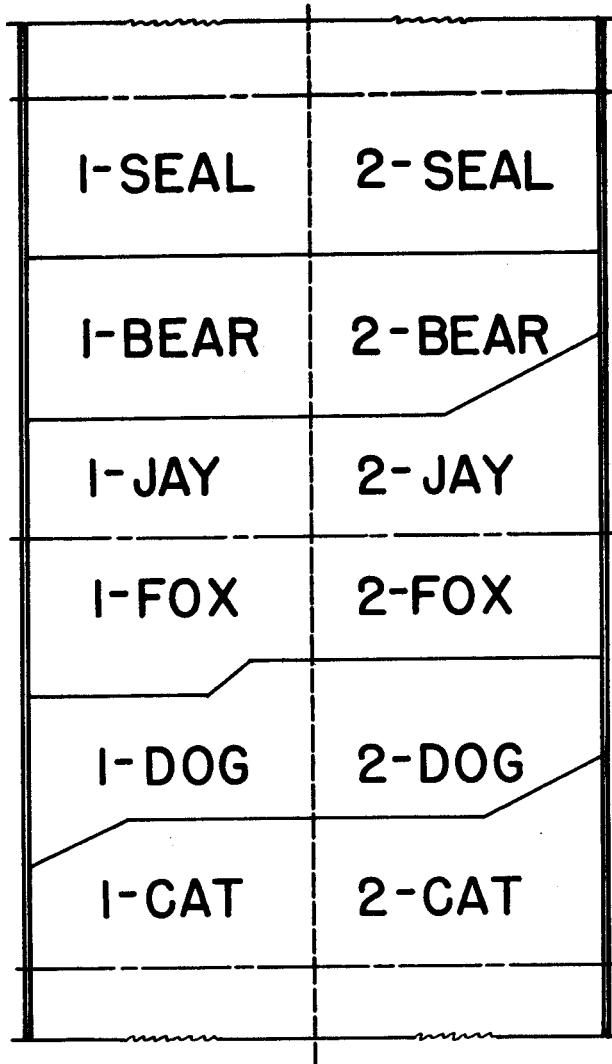 1-SEAL 2-SEAL
1-BEAR 2-BEAR
1-JAY 2-JAY
1-FOX 2-FOX
1-DOG 2-DOG
1-CAT 2-CAT